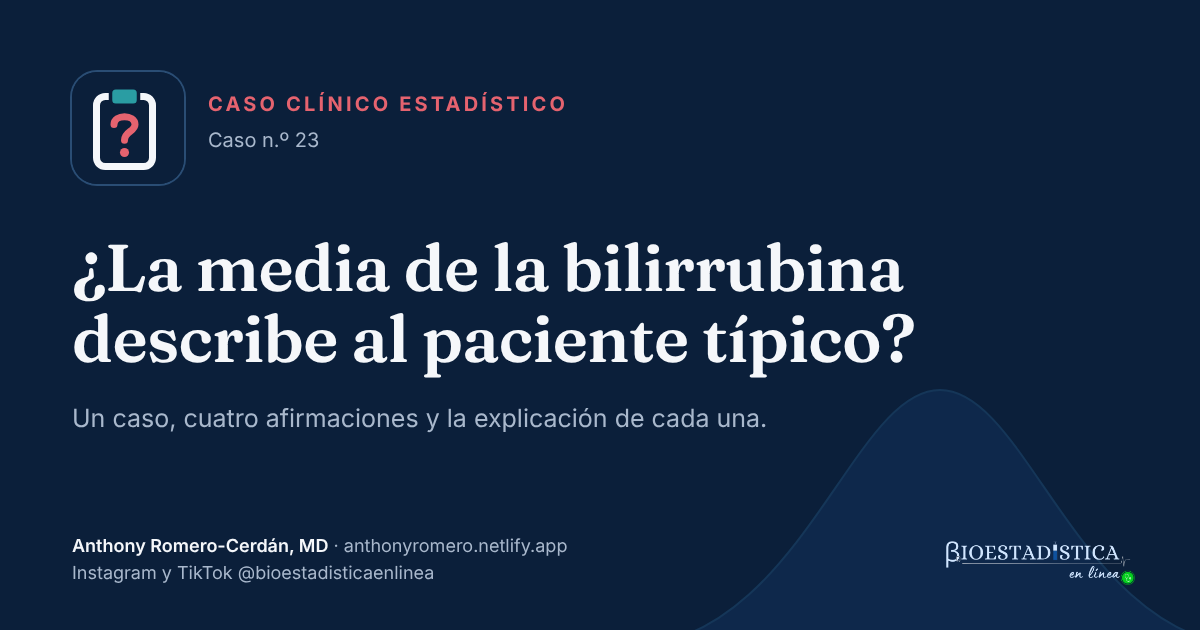 CASO CLÍNICO ESTADÍSTICO
Caso n.º 23
¿La media de la bilirrubina
describe al paciente típico?
Un caso, cuatro afirmaciones y la explicación de cada una.
Anthony Romero-Cerdán, MD · anthonyromero.netlify.app
Instagram y TikTok @bioestadisticaenlinea
βIOESTADÍSTICA
en línea